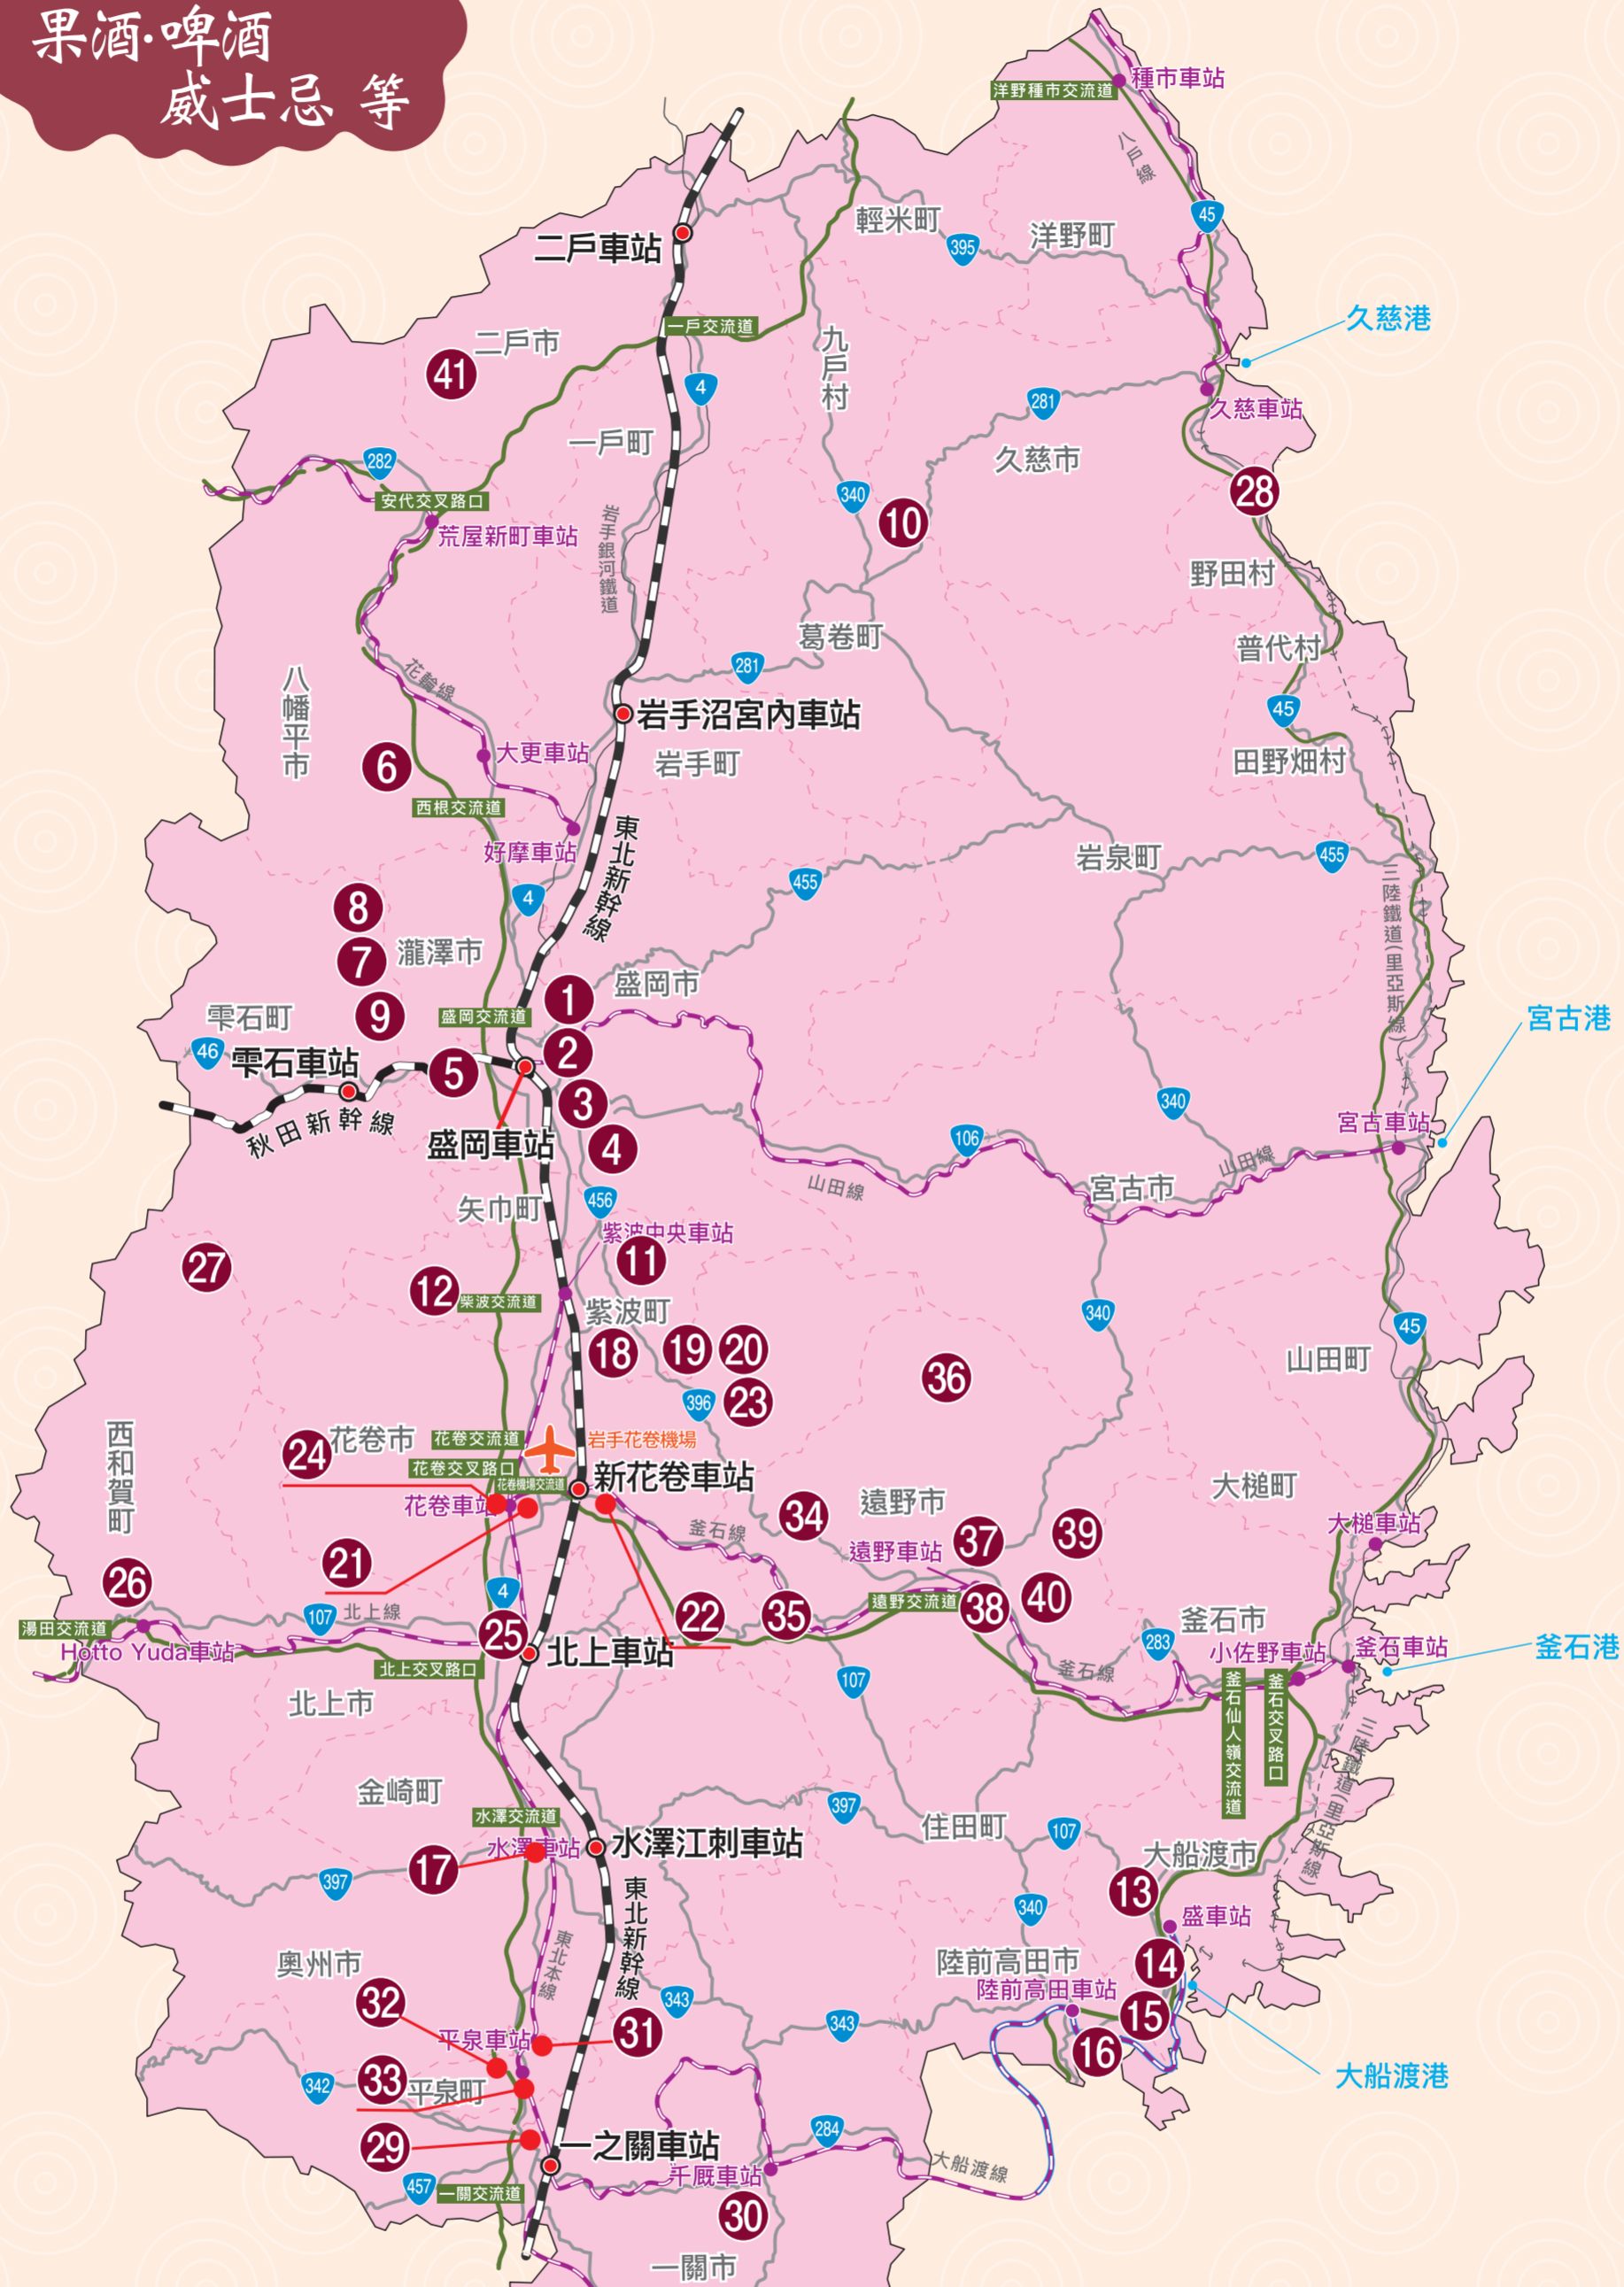 果酒·啤酒
威士忌 等
種市車站
洋野種市交流道
八戶線
45
輕米町
395
洋野町
二戶車站
久慈港
一戶交流道
二戶市
九戶村
41
4
281
久慈車站
一戶町
久慈市
282
28
安代交叉路口
340
10
荒屋新町車站
岩手銀河鐵道
野田村
葛卷町
普代村
281
花輪線
八幡平市
45
岩手沼宮內車站
大更車站
田野畑村
6
岩手町
西根交流道
東北新幹線
好摩車站
岩泉町
455
455
4
8
三陸鐵道(里亞斯線)
瀧澤市
7
盛岡市
1
9
雫石町
盛岡交流道
宮古港
46
雫石車站
2
5
3
340
秋田新幹線
宮古車站
盛岡車站
4
106
山田線
山田線
宮古市
矢巾町
456
紫波中央車站
27
11
12
柴波交流道
紫波町
340
45
18
19
20
山田町
36
396
23
西和賀町
24
花卷市
花卷交流道
岩手花卷機場
花卷交叉路口
花卷機場交流道
新花卷車站
大槌町
花卷車站
遠野市
34
釜石線
大槌車站
39
37
遠野車站
21
26
4
107
北上線
22
35
遠野交流道
38
40
湯田交流道
25
釜石市
Hotto Yuda車站
北上車站
283
小佐野車站
釜石車站
釜石港
北上交叉路口
107
釜石線
釜石仙人嶺交流道
釜石交叉路口
北上市
三陸鐵道(里亞斯線)
金崎町
水澤交流道
397
住田町
107
水澤車站
水澤江刺車站
大船渡市
17
397
13
340
東北新幹線
盛車站
東北本線
奧州市
陸前高田市
14
32
343
陸前高田車站
15
343
31
平泉車站
16
33
平泉町
342
大船渡港
284
29
一之關車站
大船渡線
千厩車站
457
一關交流道
30
一關市